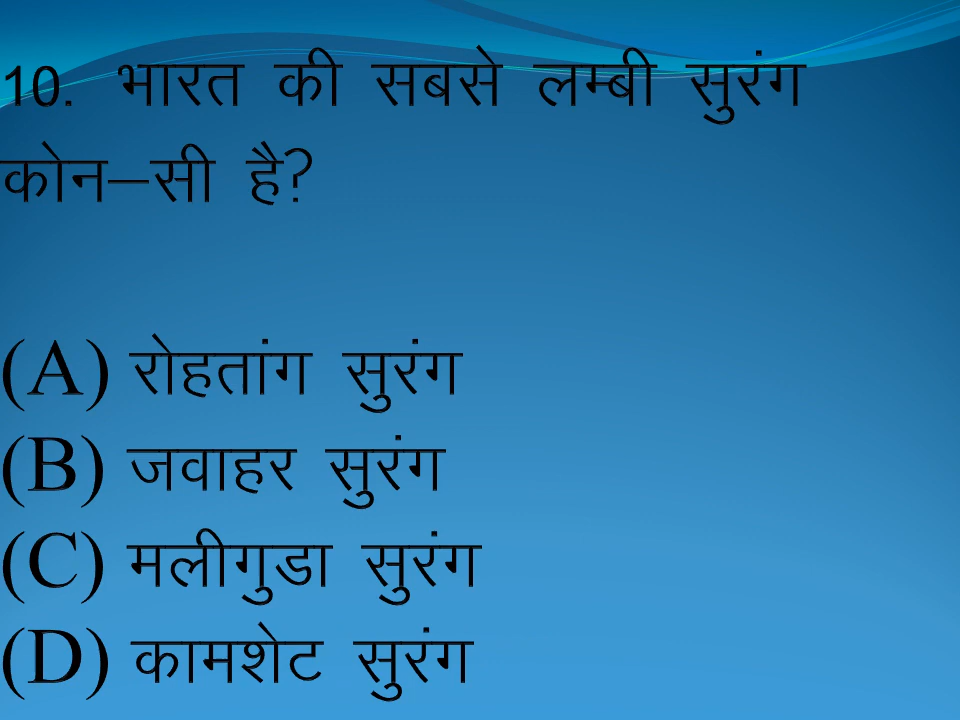 10. भारत की सबसे लम्बी सुरंग
कोन–सी है?
(A) रोहतांग सुरंग
(B) जवाहर सुरंग
(C) मलीगुडा सुरंग
(D) कामशेट सुरंग